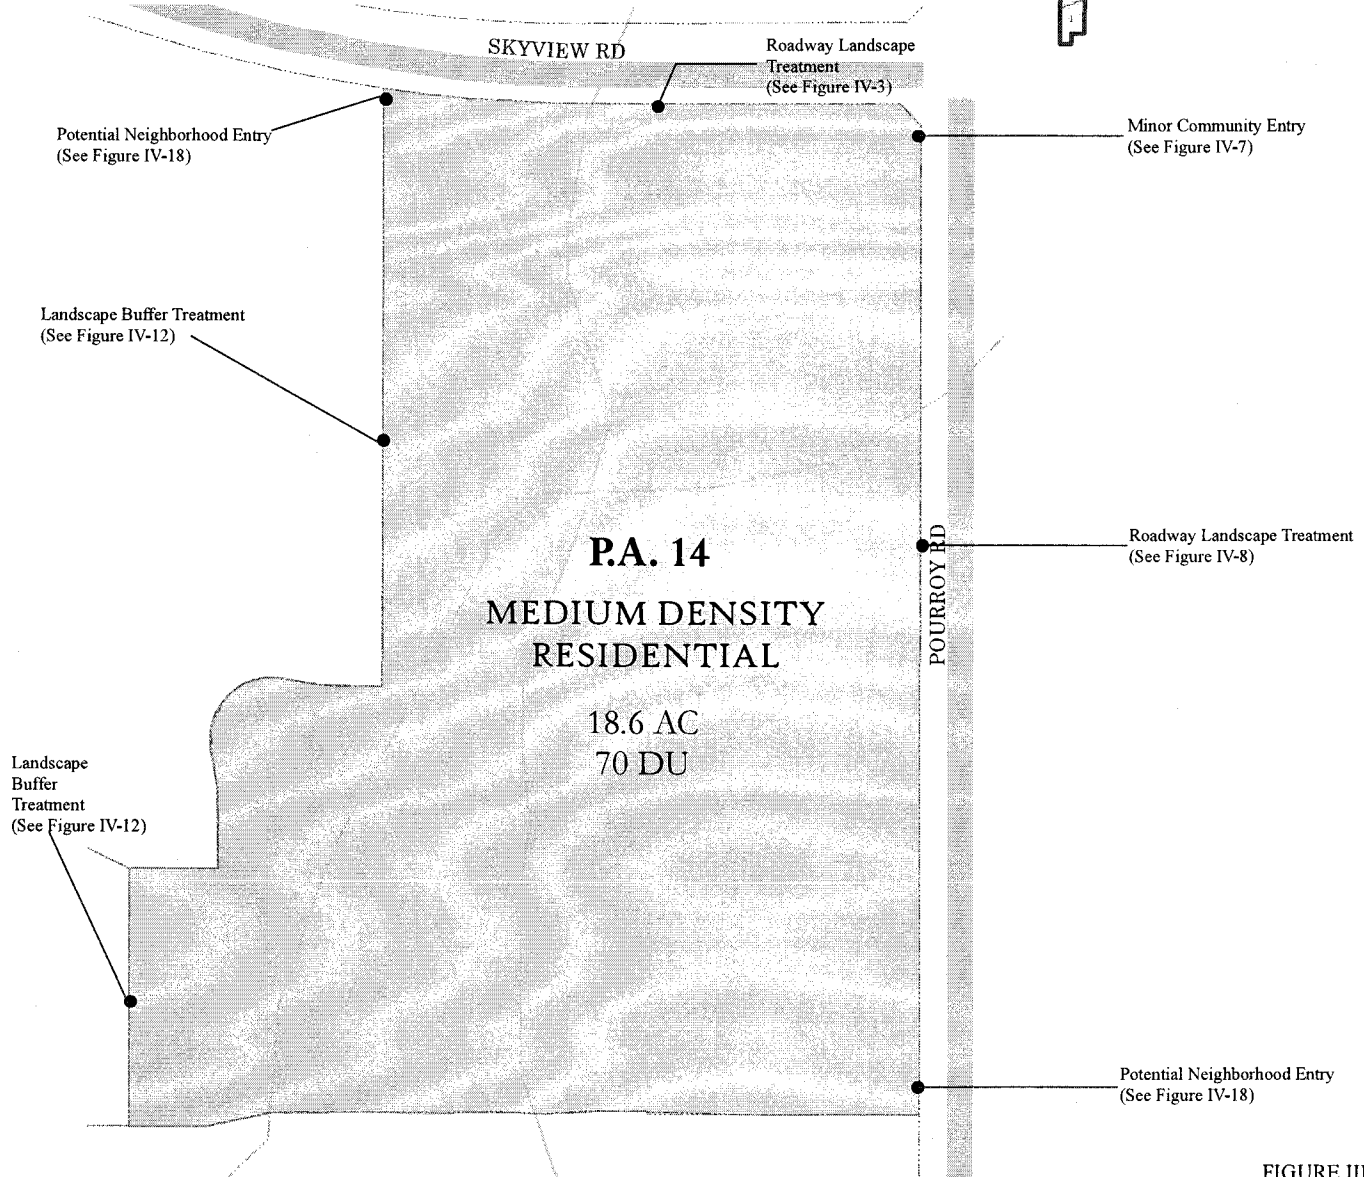 SKYVIEW RD
Roadway Landscape
Treatment
(See Figure IV-3)
Potential Neighborhood Entry
(See Figure IV-18)
Minor Community Entry
(See Figure IV-7)
Landscape Buffer Treatment
(See Figure IV-12)
P.A. 14
MEDIUM DENSITY
RESIDENTIAL
18.6 AC
70 DU
POURROY RD
Roadway Landscape Treatment
(See Figure IV-8)
Landscape
Buffer
Treatment
(See Figure IV-12)
Potential Neighborhood Entry
(See Figure IV-18)
FIGURE III